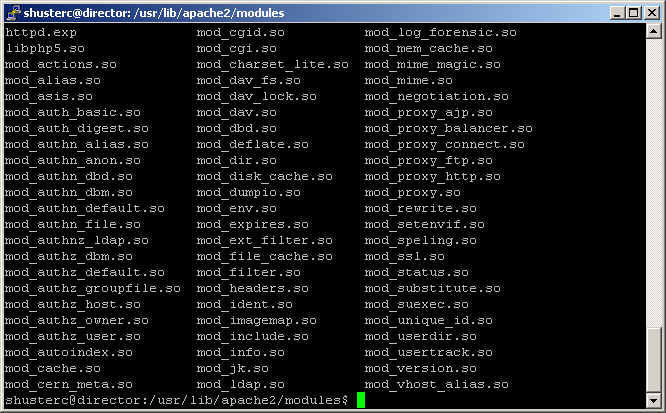 shusterc@director: /usr/lib/apache2/modules
httpd.exp mod_cgid.so mod_log_forensic.so
libphp5.so mod_cgi.so mod_mem_cache.so
mod_actions.so mod_charset_lite.so mod_mime_magic.so
mod_alias.so mod_dav_fs.so mod_mime.so
mod_asis.so mod_dav_lock.so mod_negotiation.so
mod_auth_basic.so mod_dav.so mod_proxy_ajp.so
mod_auth_digest.so mod_dbd.so mod_proxy_balancer.so
mod_authn_alias.so mod_deflate.so mod_proxy_connect.so
mod_authn_anon.so mod_dir.so mod_proxy_ftp.so
mod_authn_dbd.so mod_disk_cache.so mod_proxy_http.so
mod_authn_dbm.so mod_dumpio.so mod_proxy.so
mod_authn_default.so mod_env.so mod_rewrite.so
mod_authn_file.so mod_expires.so mod_setenvif.so
mod_authnz_ldap.so mod_ext_filter.so mod_speling.so
mod_authz_dbm.so mod_file_cache.so mod_ssl.so
mod_authz_default.so mod_filter.so mod_status.so
mod_authz_groupfile.so mod_headers.so mod_substitute.so
mod_authz_host.so mod_ident.so mod_suexec.so
mod_authz_owner.so mod_imagemap.so mod_unique_id.so
mod_authz_user.so mod_include.so mod_userdir.so
mod_autoindex.so mod_info.so mod_usertrack.so
mod_cache.so mod_jk.so mod_version.so
mod_cern_meta.so mod_ldap.so mod_vhost_alias.so
shusterc@director:/usr/lib/apache2/modules$